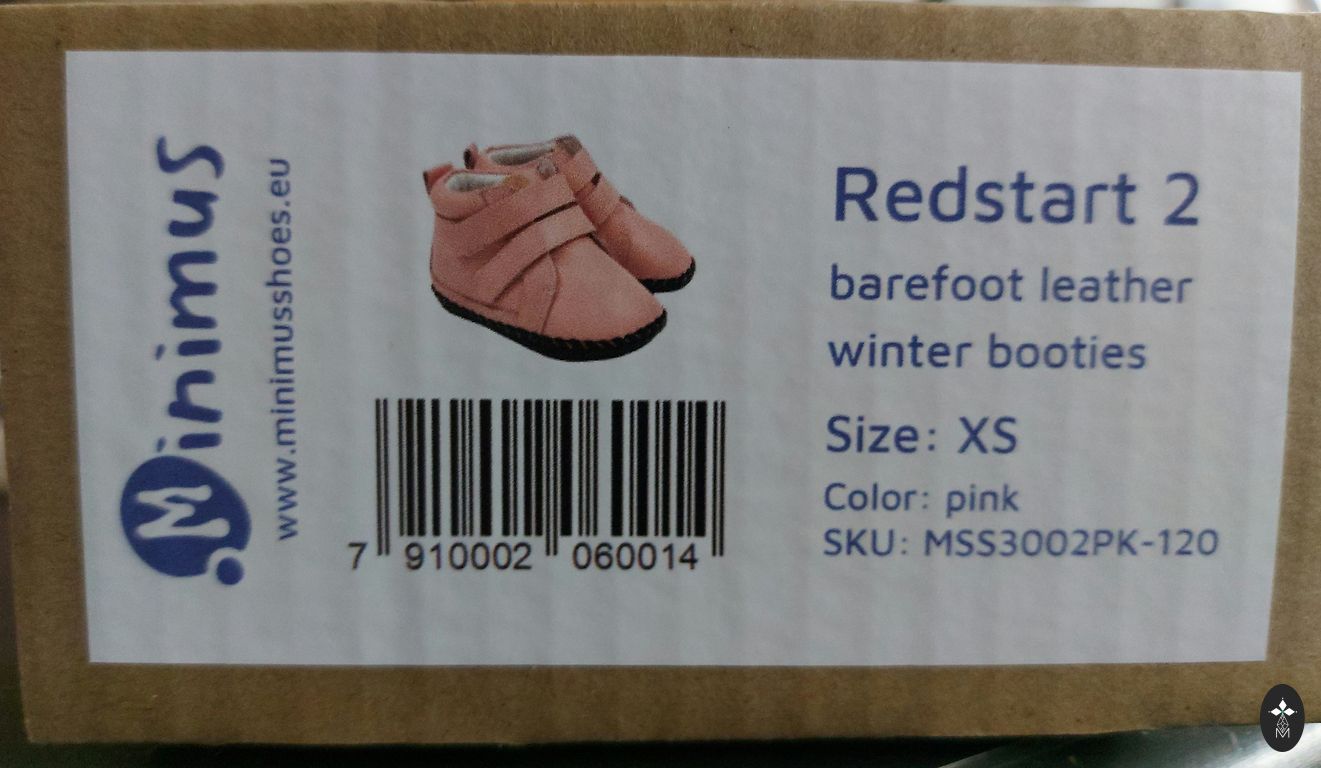 Minimus
www.minimusshoes.eu
7 910002 060014
Redstart 2
barefoot leather
winter booties
Size: XS
Color: pink
SKU: MSS3002PK-120
M